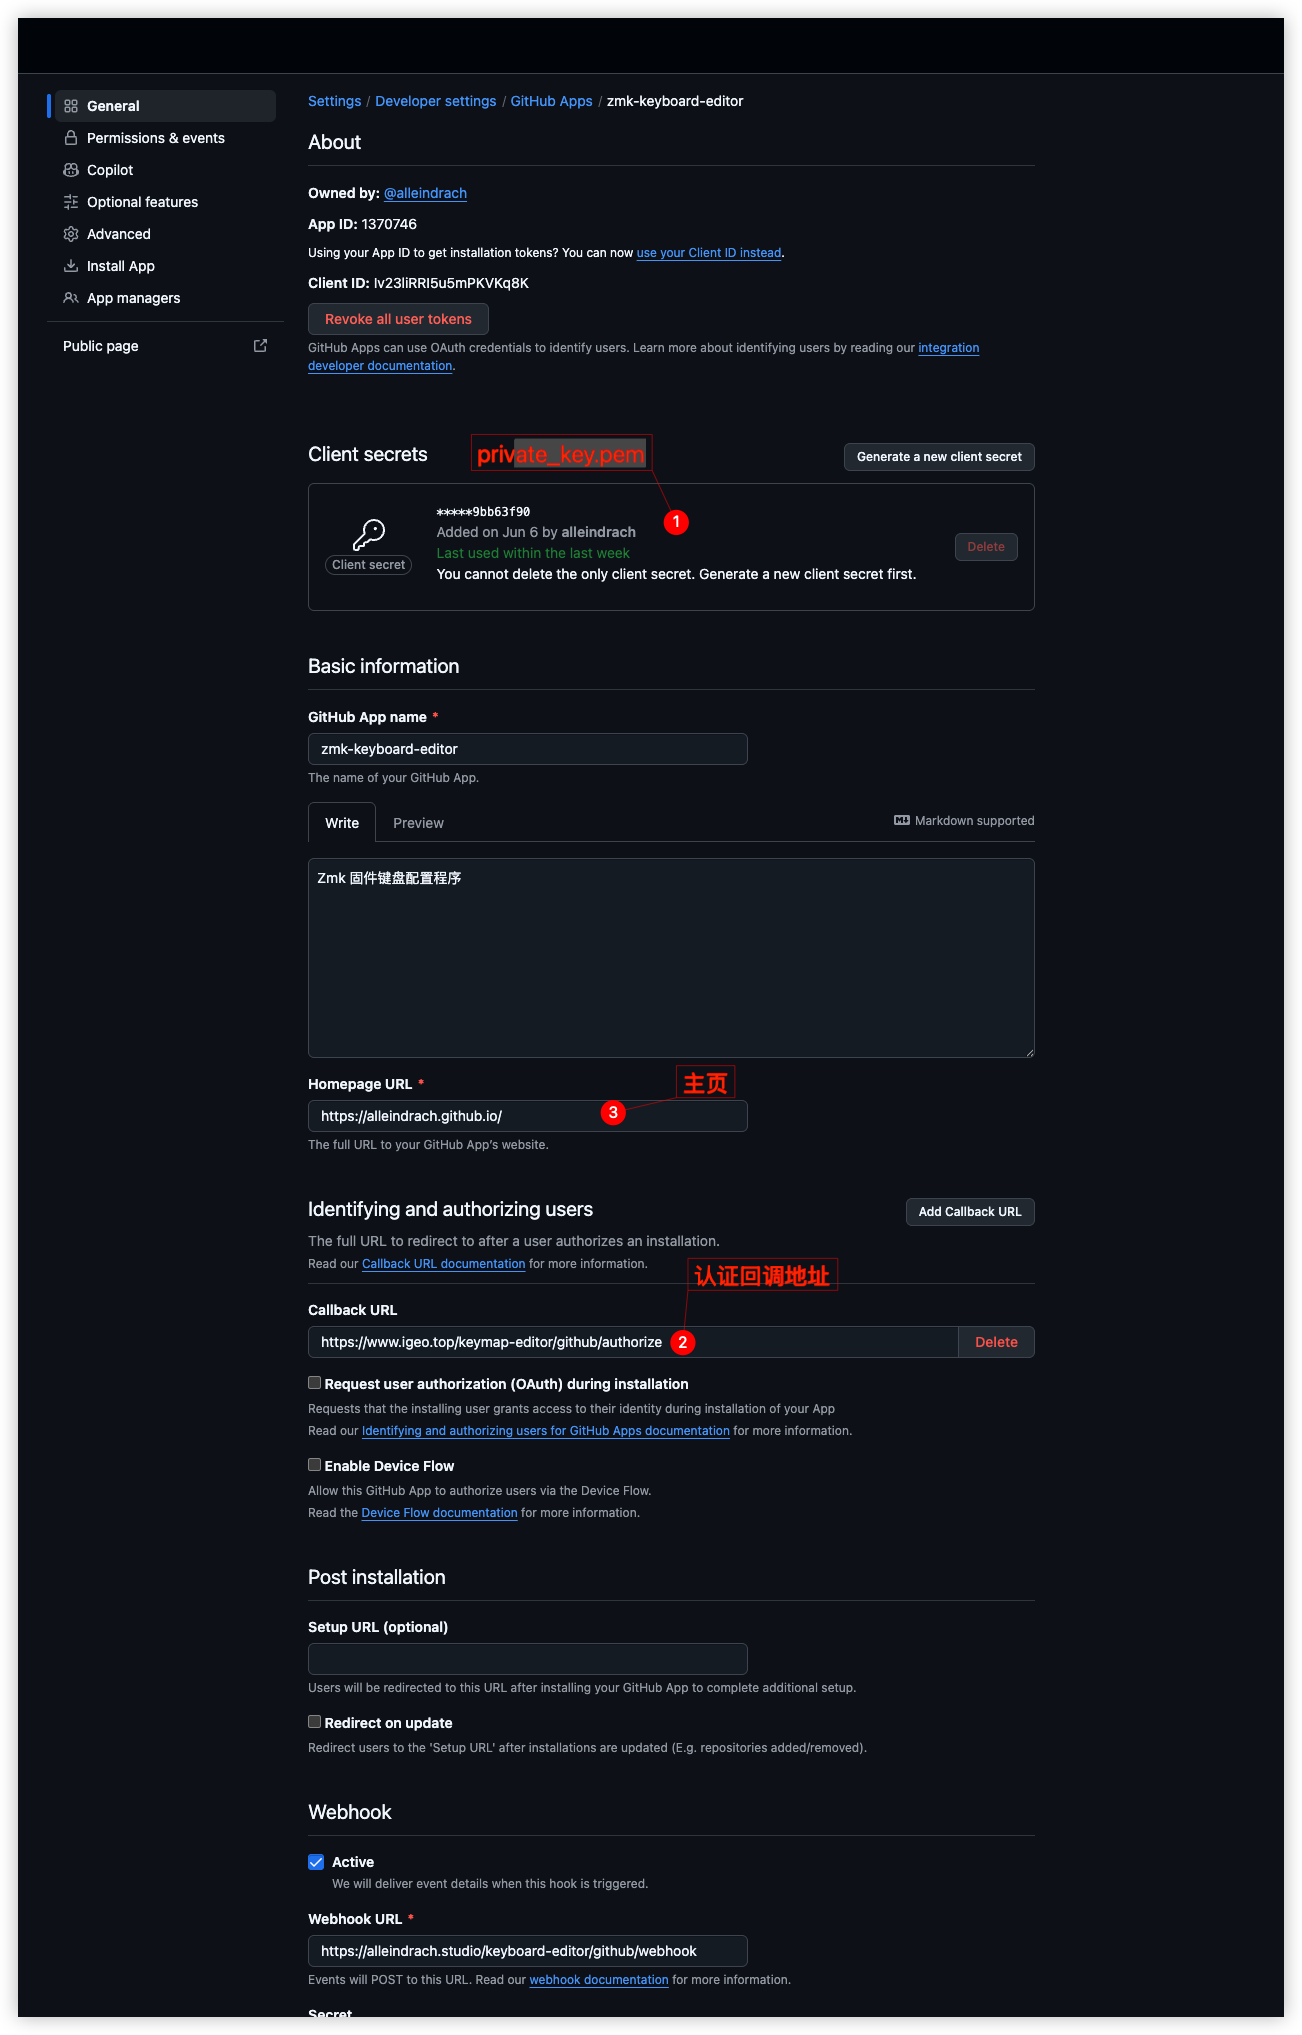 General
Permissions & events
Copilot
Optional features
Advanced
Install App
App managers
Public page
Settings / Developer settings / GitHub Apps / zmk-keyboard-editor
About
Owned by: @alleindrach
App ID: 1370746
Using your App ID to get installation tokens? You can now use your Client ID instead.
Client ID: Iv23liRRI5u5mPKVKq8K
Revoke all user tokens
GitHub Apps can use OAuth credentials to identify users. Learn more about identifying users by reading our integration
developer documentation.
Client secrets
private_key.pem
Generate a new client secret
1
*****9bb63f90
Added on Jun 6 by alleindrach
Last used within the last week
You cannot delete the only client secret. Generate a new client secret first.
Client secret
Delete
Basic information
GitHub App name *
zmk-keyboard-editor
The name of your GitHub App.
Write
Preview
Markdown supported
Zmk 固件键盘配置程序
Homepage URL *
主页
https://alleindrach.github.io/
3
The full URL to your GitHub App's website.
Identifying and authorizing users
Add Callback URL
The full URL to redirect to after a user authorizes an installation.
Read our Callback URL documentation for more information.
认证回调地址
Callback URL
https://www.igeo.top/keymap-editor/github/authorize
2
Delete
Request user authorization (OAuth) during installation
Requests that the installing user grants access to their identity during installation of your App
Read our Identifying and authorizing users for GitHub Apps documentation for more information.
Enable Device Flow
Allow this GitHub App to authorize users via the Device Flow.
Read the Device Flow documentation for more information.
Post installation
Setup URL (optional)
Users will be redirected to this URL after installing your GitHub App to complete additional setup.
Redirect on update
Redirect users to the 'Setup URL' after installations are updated (E.g. repositories added/removed).
Webhook
Active
We will deliver event details when this hook is triggered.
Webhook URL *
https://alleindrach.studio/keyboard-editor/github/webhook
Events will POST to this URL. Read our webhook documentation for more information.
Secret